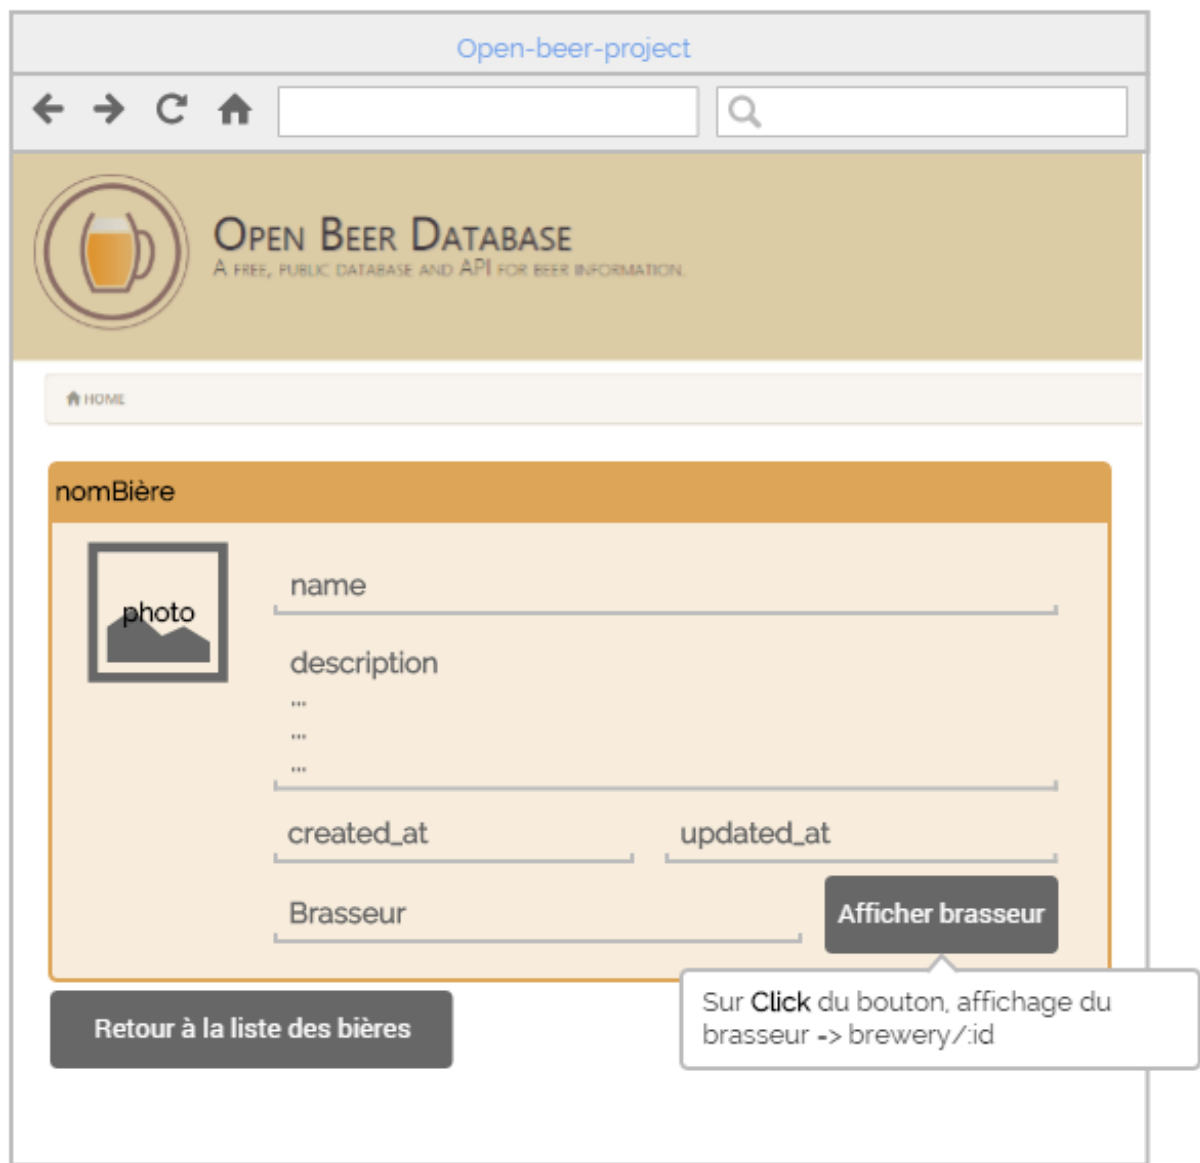 Open-beer-project
Open Beer Database
A free, public database and API for beer information.
HOME
nomBière
photo
name
description
...
...
...
created_at
updated_at
Brasseur
Afficher brasseur
Sur Click du bouton, affichage du
brasseur => brewery/:id
Retour à la liste des bières